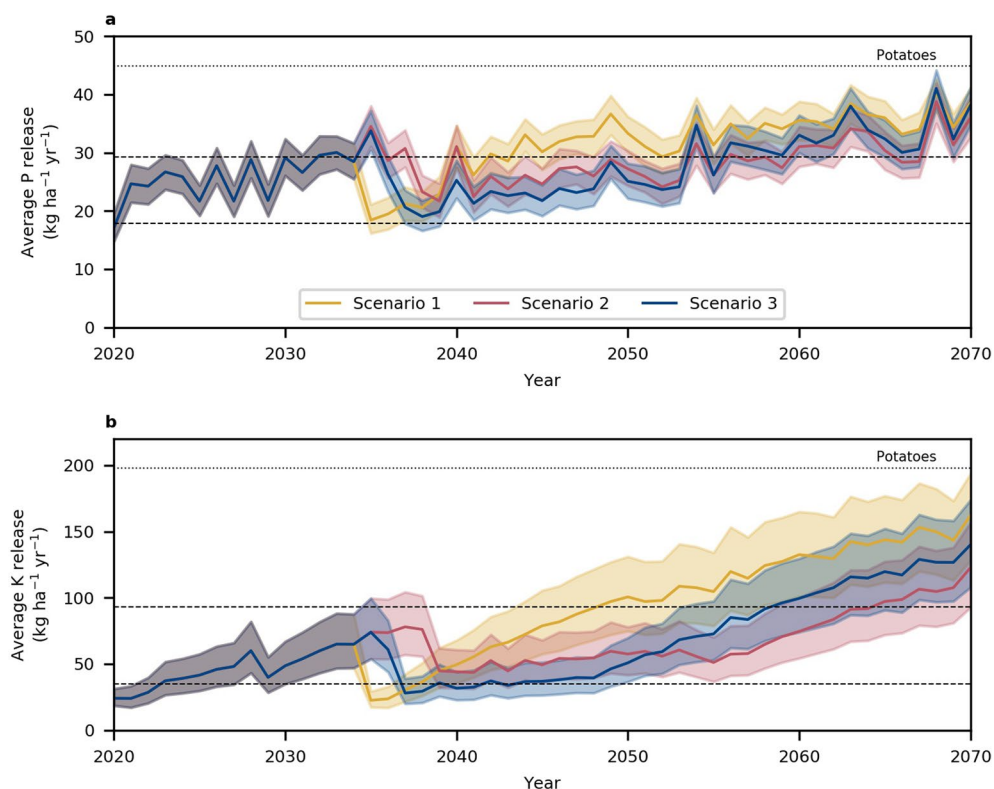 a
50
40
30
20
10
0
Average P release
(kg ha⁻¹ yr⁻¹)
Potatoes
Scenario 1 Scenario 2 Scenario 3
2020 2030 2040 2050 2060 2070
Year
b
200
150
100
50
0
Average K release
(kg ha⁻¹ yr⁻¹)
Potatoes
2020 2030 2040 2050 2060 2070
Year